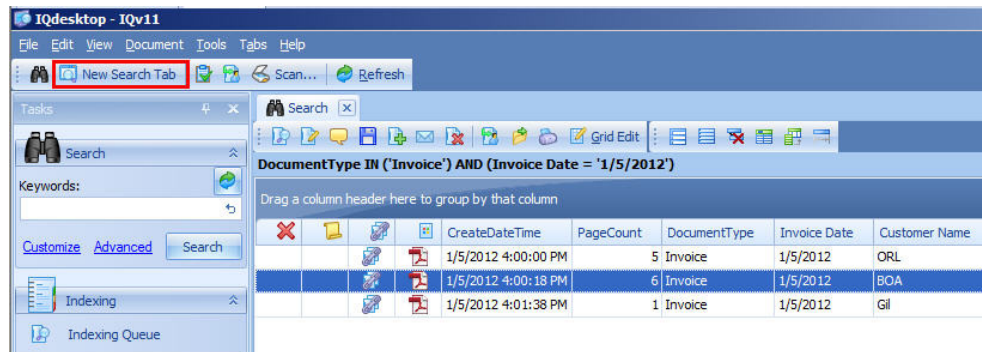 IQdesktop - IQv11
File Edit View Document Tools Tabs Help
New Search Tab Scan... Refresh
Tasks
Search
Keywords:
Customize Advanced Search
Indexing
Indexing Queue
Search
Grid Edit
DocumentType IN ('Invoice') AND (Invoice Date = '1/5/2012')
Drag a column header here to group by that column
CreateDateTime PageCount DocumentType Invoice Date Customer Name
1/5/2012 4:00:00 PM 5 Invoice 1/5/2012 ORL
1/5/2012 4:00:18 PM 6 Invoice 1/5/2012 BOA
1/5/2012 4:01:38 PM 1 Invoice 1/5/2012 Gil